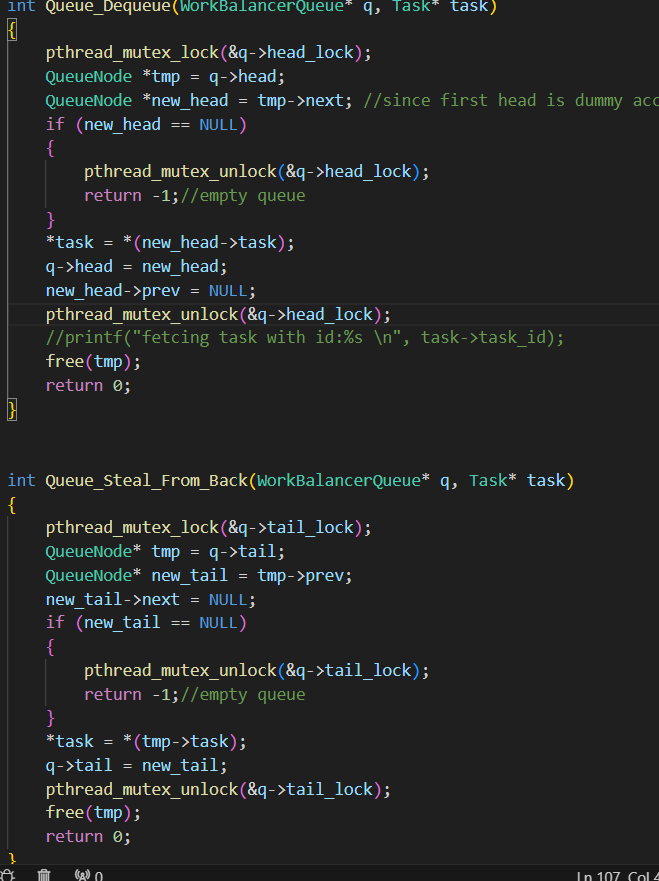 int Queue_Dequeue(WorkBalancerQueue* q, Task* task)
{
    pthread_mutex_lock(&q->head_lock);
    QueueNode *tmp = q->head;
    QueueNode *new_head = tmp->next; //since first head is dummy acc
    if (new_head == NULL)
    {
        pthread_mutex_unlock(&q->head_lock);
        return -1;//empty queue
    }
    *task = *(new_head->task);
    q->head = new_head;
    new_head->prev = NULL;
    pthread_mutex_unlock(&q->head_lock);
    //printf("fetcing task with id:%s \n", task->task_id);
    free(tmp);
    return 0;
}
int Queue_Steal_From_Back(WorkBalancerQueue* q, Task* task)
{
    pthread_mutex_lock(&q->tail_lock);
    QueueNode* tmp = q->tail;
    QueueNode* new_tail = tmp->prev;
    new_tail->next = NULL;
    if (new_tail == NULL)
    {
        pthread_mutex_unlock(&q->tail_lock);
        return -1;//empty queue
    }
    *task = *(tmp->task);
    q->tail = new_tail;
    pthread_mutex_unlock(&q->tail_lock);
    free(tmp);
    return 0;
}
0 Ln 107, Col 4